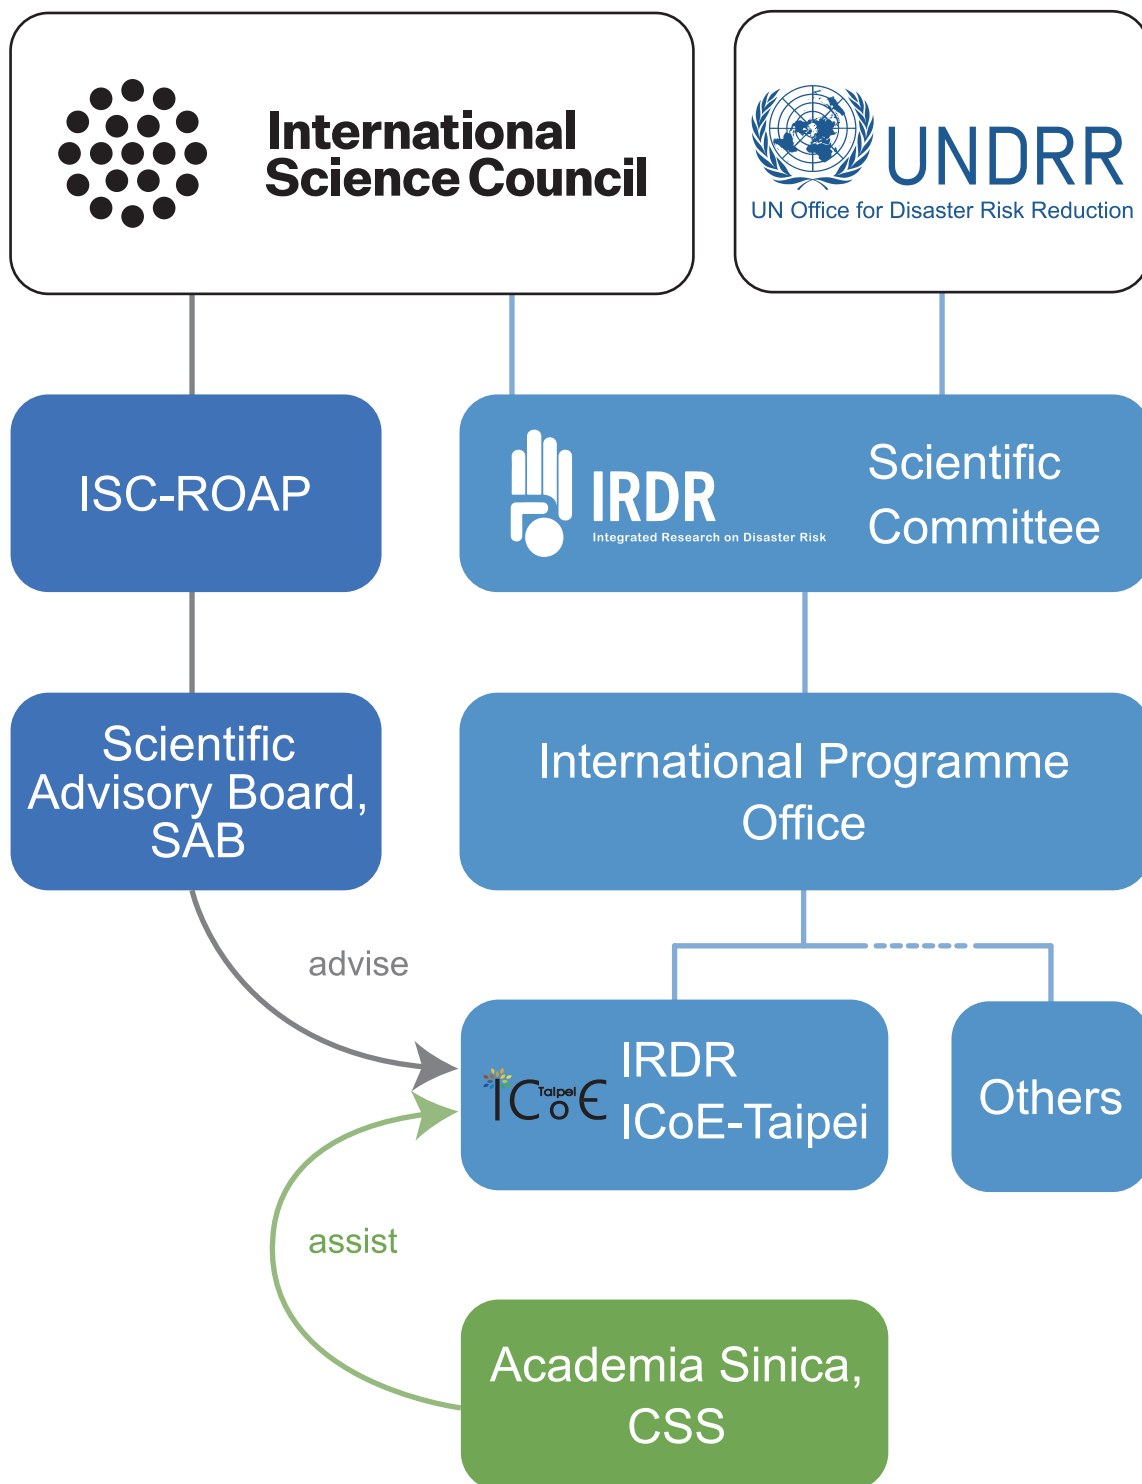 International
Science Council
UNDRR
UN Office for Disaster Risk Reduction
ISC-ROAP
IRDR
Integrated Research on Disaster Risk
Scientific
Committee
Scientific
Advisory Board,
SAB
International Programme
Office
advise
ICoE
Taipei
IRDR
ICoE-Taipei
Others
assist
Academia Sinica,
CSS